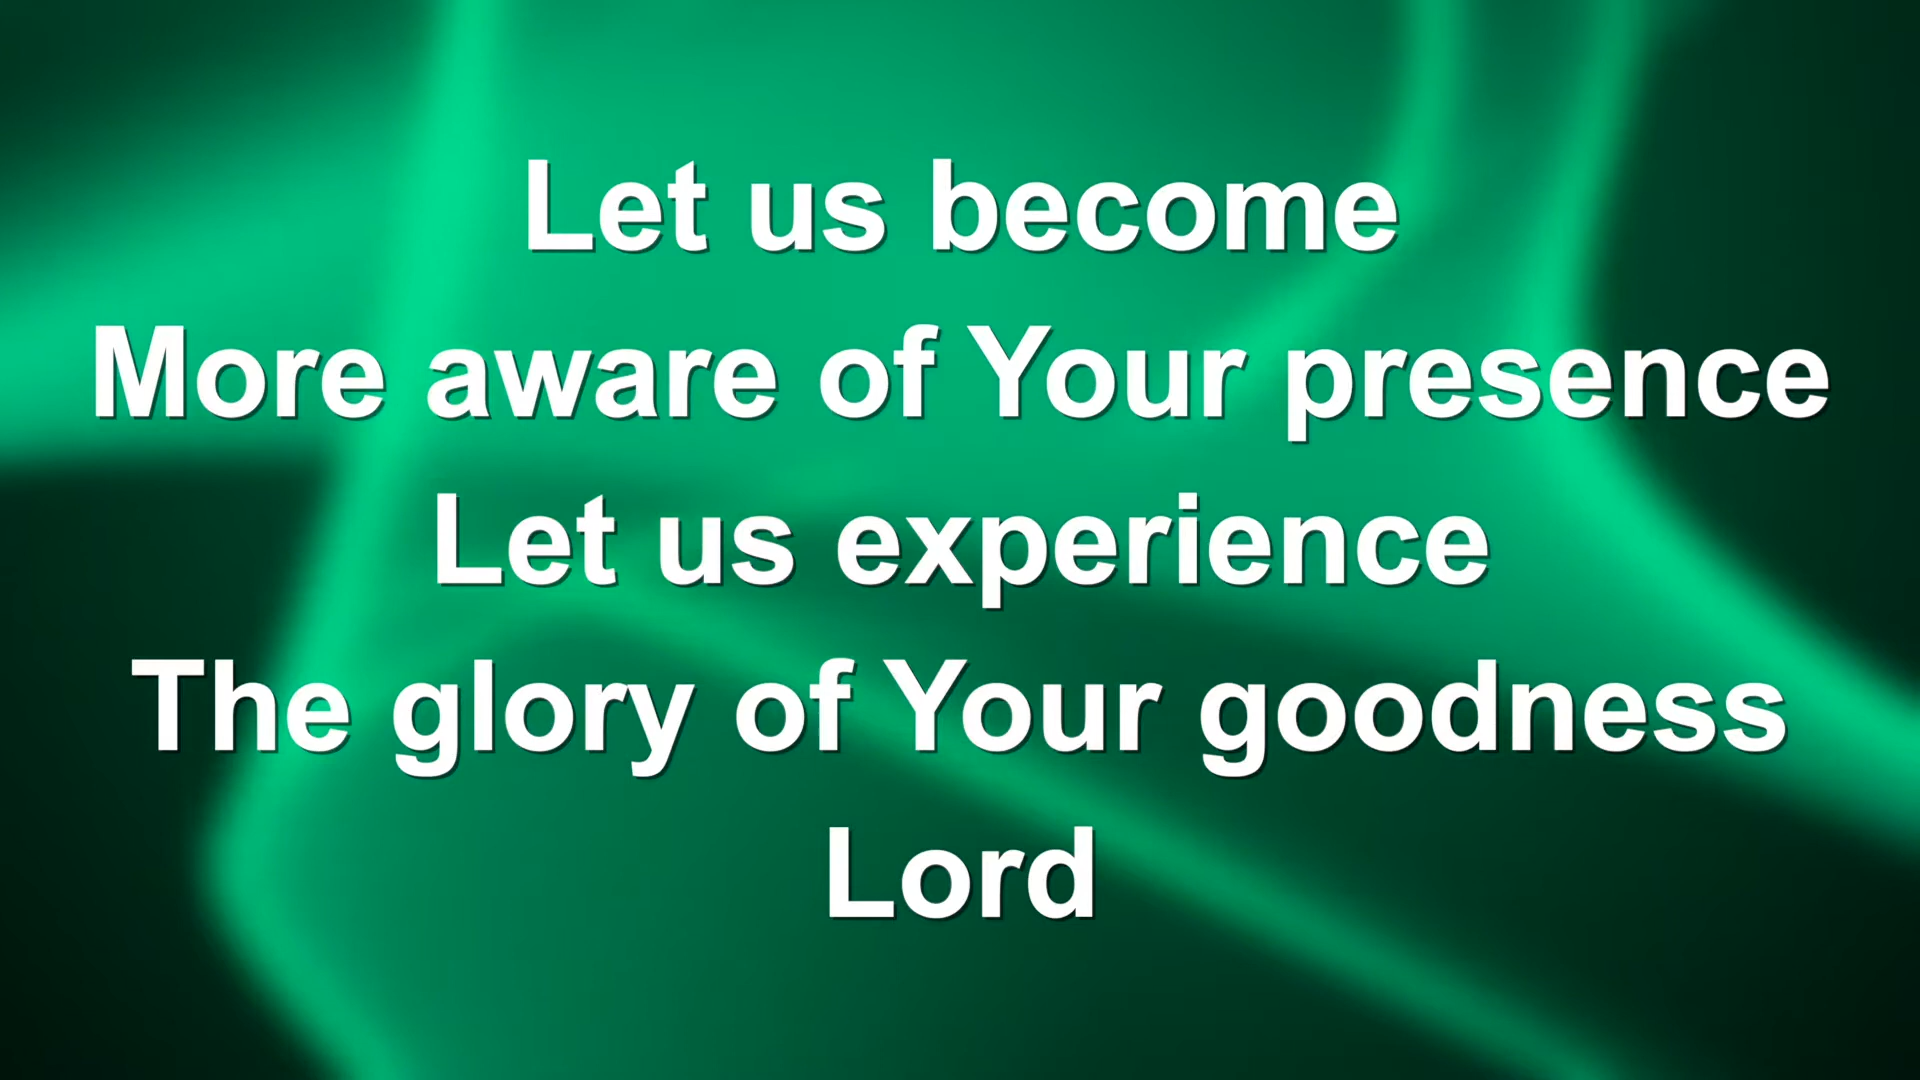 Let us become
More aware of Your presence
Let us experience
The glory of Your goodness
Lord